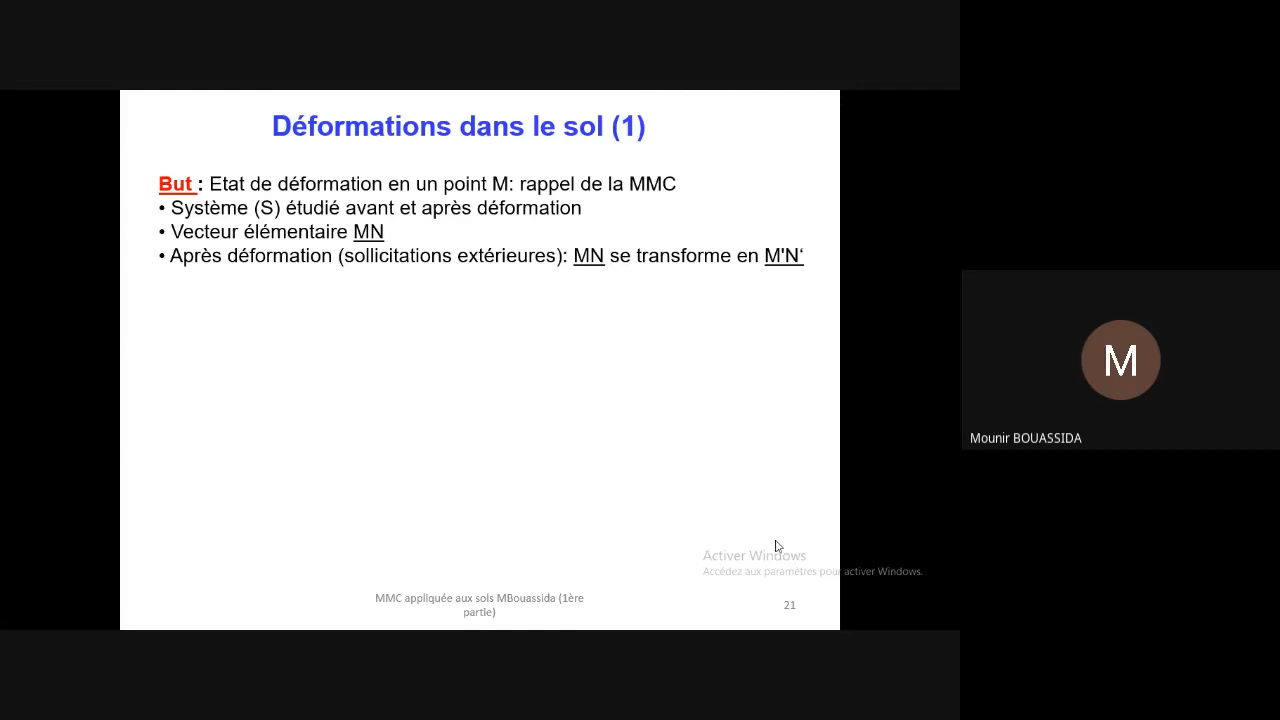 Déformations dans le sol (1)
But : Etat de déformation en un point M: rappel de la MMC
• Système (S) étudié avant et après déformation
• Vecteur élémentaire MN
• Après déformation (sollicitations extérieures): MN se transforme en M'N‘
M
Mounir BOUASSIDA
Activer Windows
Accédez aux paramètres pour activer Windows.
MMC appliquée aux sols MBouassida (1ère
partie)
21